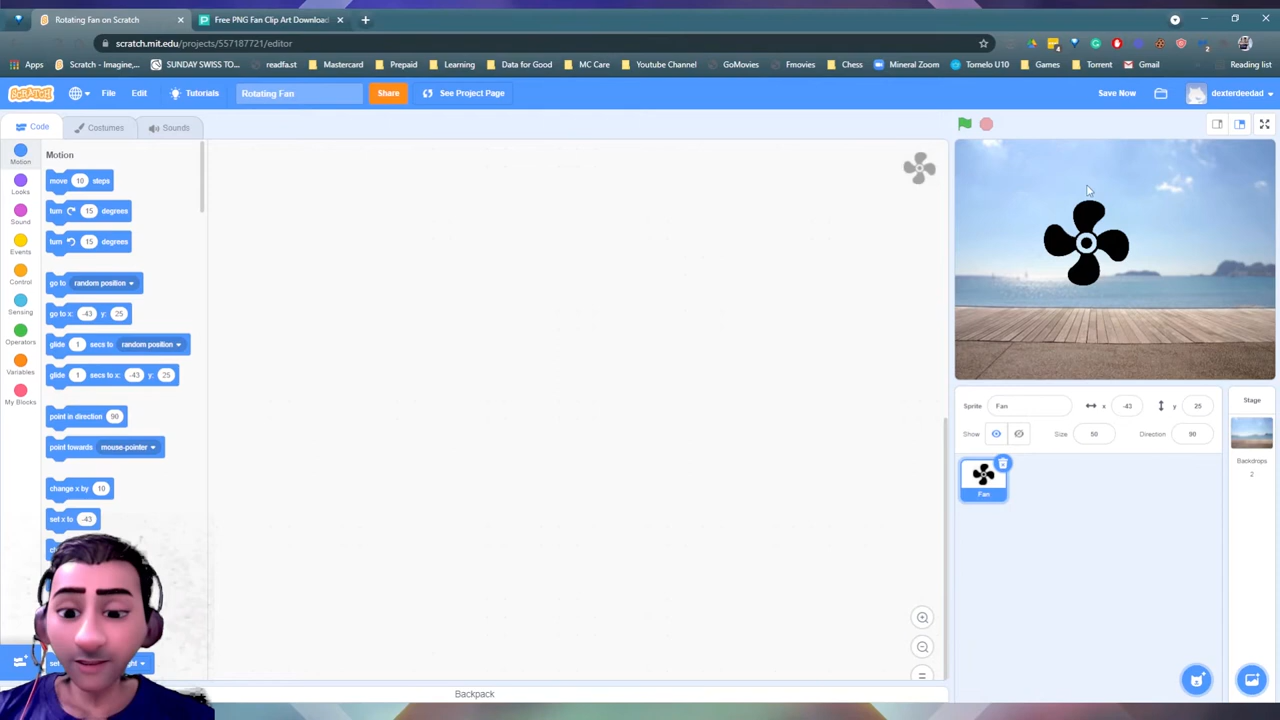 Rotating Fan on Scratch
Free PNG Fan Clip Art Download
scratch.mit.edu/projects/557187721/editor
Apps
Scratch - Imagine,...
SUNDAY SWISS TO...
readfa.st
Mastercard
Prepaid
Learning
Data for Good
MC Care
Youtube Channel
GoMovies
Fmovies
Chess
Mineral Zoom
Tomelo U10
Games
Torrent
Gmail
Reading list
SCRATCH
File
Edit
Tutorials
Rotating Fan
Share
See Project Page
Save Now
dexterdeedad
Code
Costumes
Sounds
Motion
Looks
Sound
Events
Control
Sensing
Operators
Variables
My Blocks
Motion
move 10 steps
turn 15 degrees
turn 15 degrees
go to random position
go to x: -43 y: 25
glide 1 secs to random position
glide 1 secs to x: -43 y: 25
point in direction 90
point towards mouse-pointer
change x by 10
set x to -43
Backpack
Sprite Fan x -43 y 25
Show Size 50 Direction 90
Fan
Stage
Backdrops
2